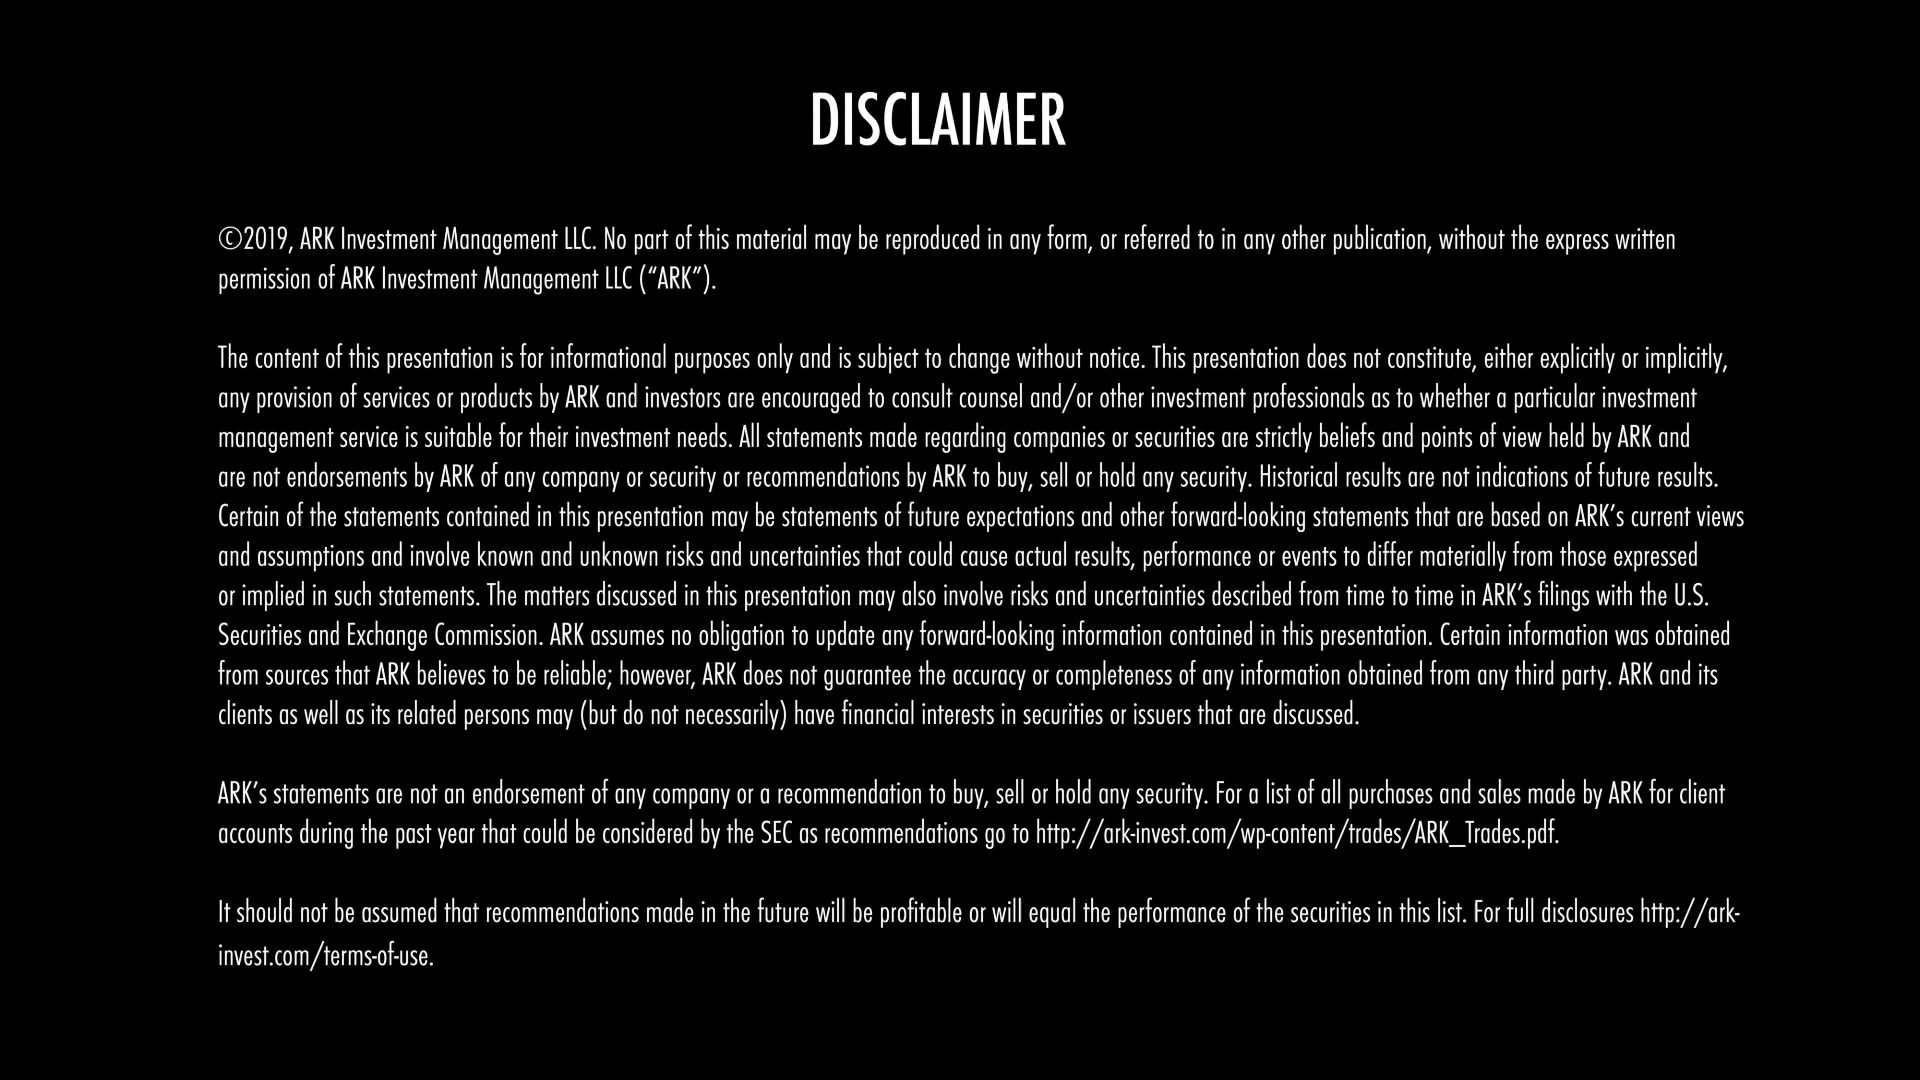 DISCLAIMER
©2019, ARK Investment Management LLC. No part of this material may be reproduced in any form, or referred to in any other publication, without the express written
permission of ARK Investment Management LLC (“ARK”).
The content of this presentation is for informational purposes only and is subject to change without notice. This presentation does not constitute, either explicitly or implicitly,
any provision of services or products by ARK and investors are encouraged to consult counsel and/or other investment professionals as to whether a particular investment
management service is suitable for their investment needs. All statements made regarding companies or securities are strictly beliefs and points of view held by ARK and
are not endorsements by ARK of any company or security or recommendations by ARK to buy, sell or hold any security. Historical results are not indications of future results.
Certain of the statements contained in this presentation may be statements of future expectations and other forward-looking statements that are based on ARK’s current views
and assumptions and involve known and unknown risks and uncertainties that could cause actual results, performance or events to differ materially from those expressed
or implied in such statements. The matters discussed in this presentation may also involve risks and uncertainties described from time to time in ARK’s filings with the U.S.
Securities and Exchange Commission. ARK assumes no obligation to update any forward-looking information contained in this presentation. Certain information was obtained
from sources that ARK believes to be reliable; however, ARK does not guarantee the accuracy or completeness of any information obtained from any third party. ARK and its
clients as well as its related persons may (but do not necessarily) have financial interests in securities or issuers that are discussed.
ARK’s statements are not an endorsement of any company or a recommendation to buy, sell or hold any security. For a list of all purchases and sales made by ARK for client
accounts during the past year that could be considered by the SEC as recommendations go to http://ark-invest.com/wp-content/trades/ARK_Trades.pdf.
It should not be assumed that recommendations made in the future will be profitable or will equal the performance of the securities in this list. For full disclosures http://ark-
invest.com/terms-of-use.